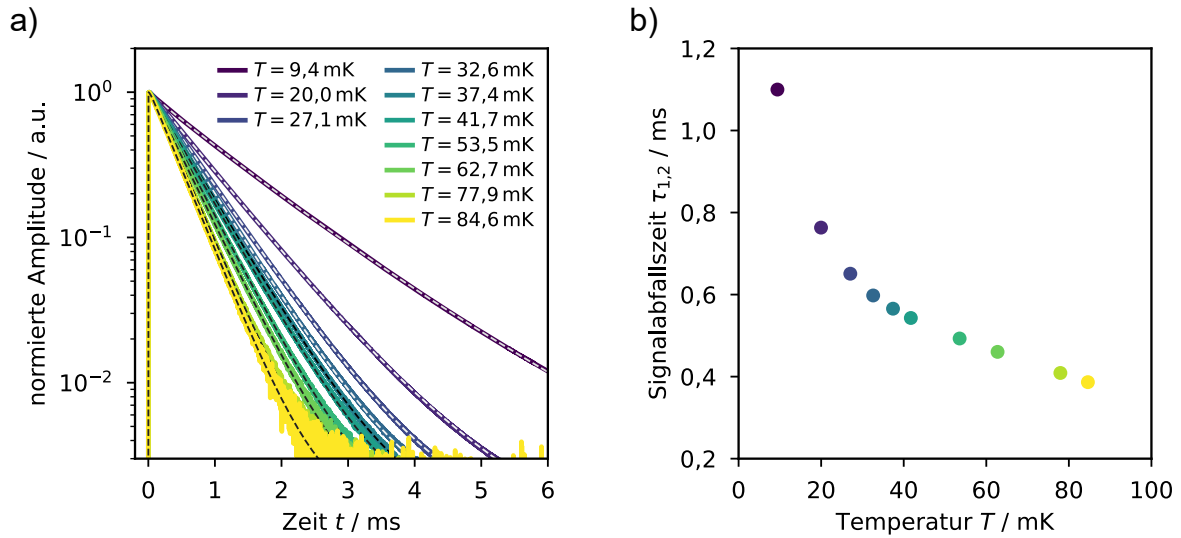 a)
normierte Amplitude / a.u.
10⁰
10⁻¹
10⁻²
T = 9,4 mK
T = 20,0 mK
T = 27,1 mK
T = 32,6 mK
T = 37,4 mK
T = 41,7 mK
T = 53,5 mK
T = 62,7 mK
T = 77,9 mK
T = 84,6 mK
0 1 2 3 4 5 6
Zeit t / ms
b)
Signalabfallszeit τ₁,₂ / ms
1,2
1,0
0,8
0,6
0,4
0,2
0 20 40 60 80 100
Temperatur T / mK